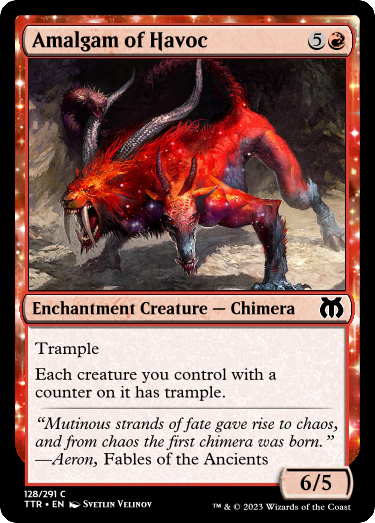 Amalgam of Havoc 5
Enchantment Creature — Chimera
Trample
Each creature you control with a
counter on it has trample.
“Mutinous strands of fate gave rise to chaos,
and from chaos the first chimera was born.”
—Aeron, Fables of the Ancients
6/5
128/291 C
TTR • EN Svetlin Velinov
™ & © 2023 Wizards of the Coast